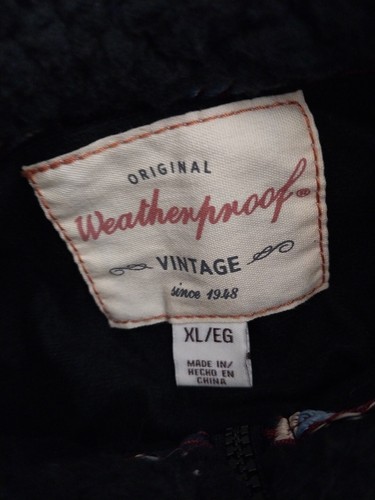 ORIGINAL
Weatherproof®
VINTAGE
since 1948
XL/EG
MADE IN/
HECHO EN
CHINA